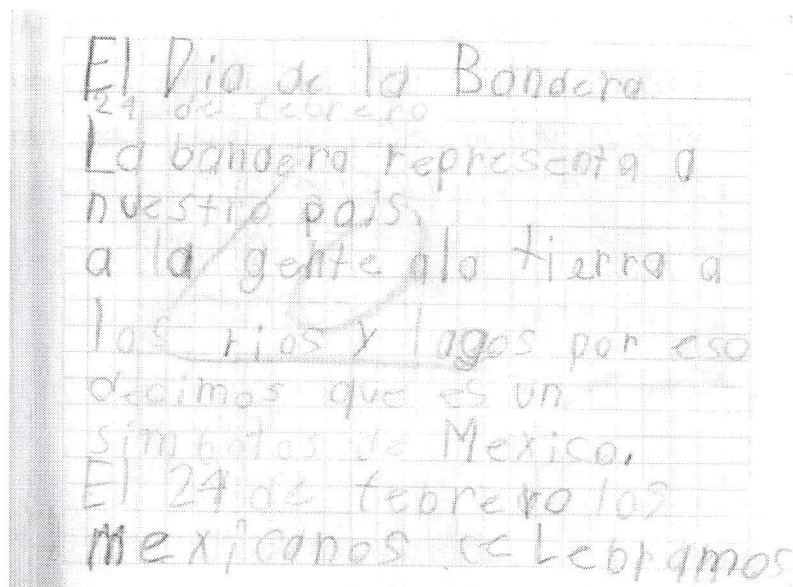 El Dia de la Bandera
24 de febrero
La bandera representa a
nuestro pais,
a la gente ala tierra a
los rios y lagos por eso
decimos que es un
simbolos de Mexico.
El 24 de febrero los
mexicanos ceLebramos